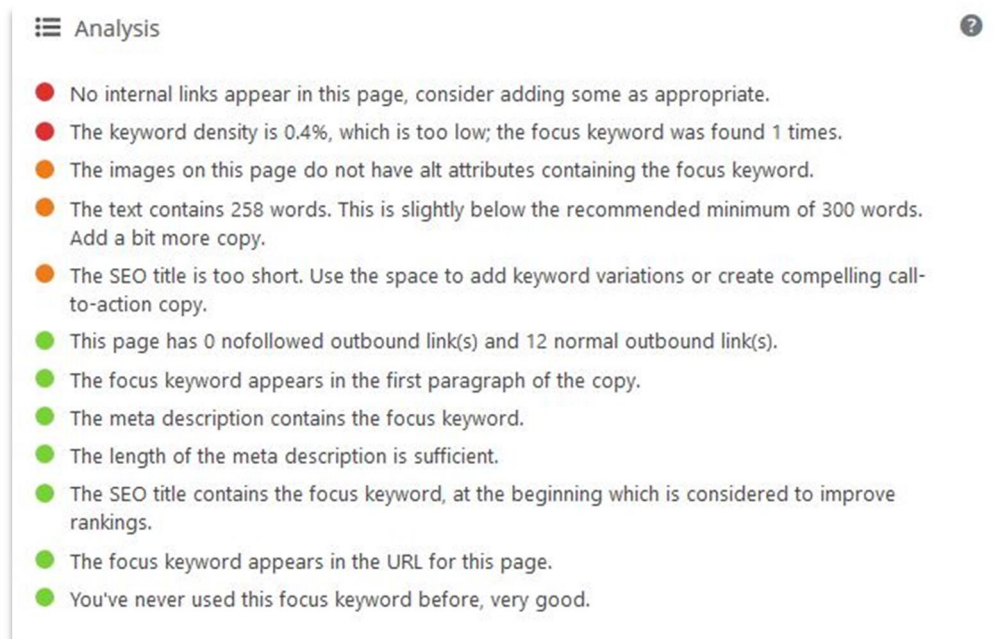 Analysis
?
No internal links appear in this page, consider adding some as appropriate.
The keyword density is 0.4%, which is too low; the focus keyword was found 1 times.
The images on this page do not have alt attributes containing the focus keyword.
The text contains 258 words. This is slightly below the recommended minimum of 300 words.
Add a bit more copy.
The SEO title is too short. Use the space to add keyword variations or create compelling call-
to-action copy.
This page has 0 nofollowed outbound link(s) and 12 normal outbound link(s).
The focus keyword appears in the first paragraph of the copy.
The meta description contains the focus keyword.
The length of the meta description is sufficient.
The SEO title contains the focus keyword, at the beginning which is considered to improve
rankings.
The focus keyword appears in the URL for this page.
You've never used this focus keyword before, very good.